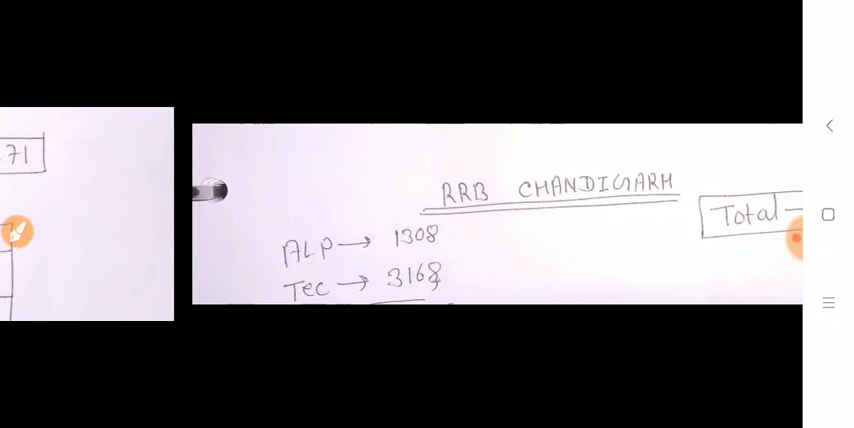 71
RRB CHANDIGARH
Total -
ALP → 1308
Tec → 3168